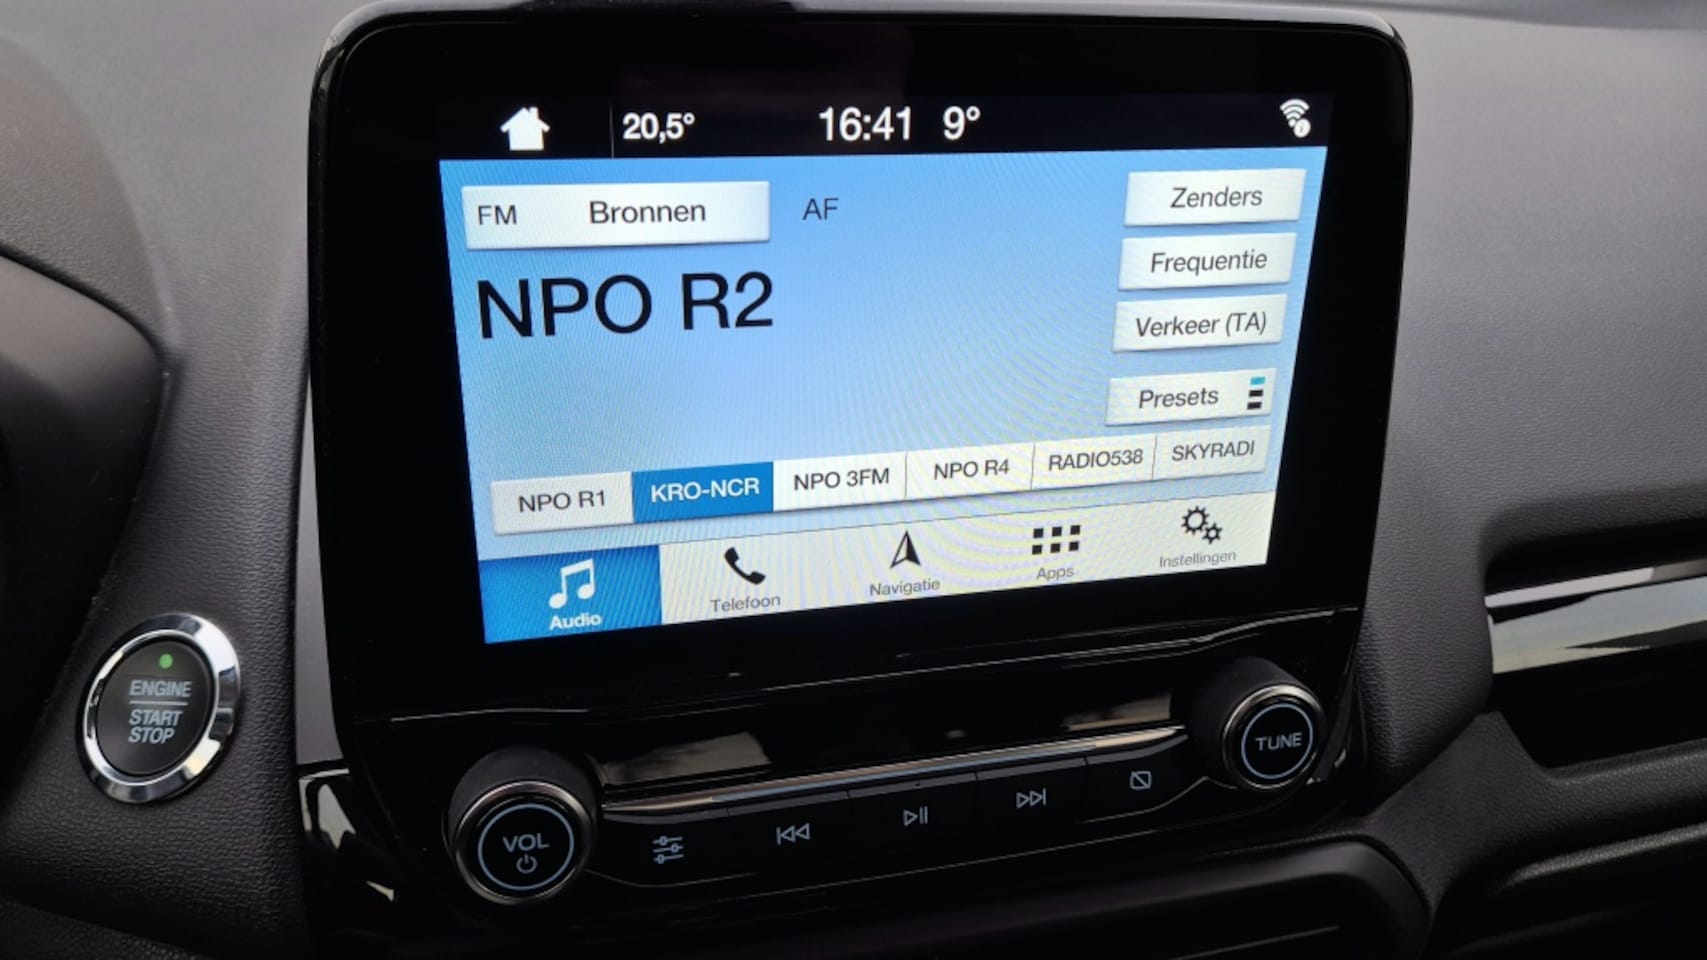 20,5° 16:41 9°
FM Bronnen AF Zenders
NPO R2
Frequentie
Verkeer (TA)
Presets
NPO R1 KRO-NCR NPO 3FM NPO R4 RADIO538 SKYRADI
Audio Telefoon Navigatie Apps Instellingen
ENGINE
START
STOP
VOL
TUNE